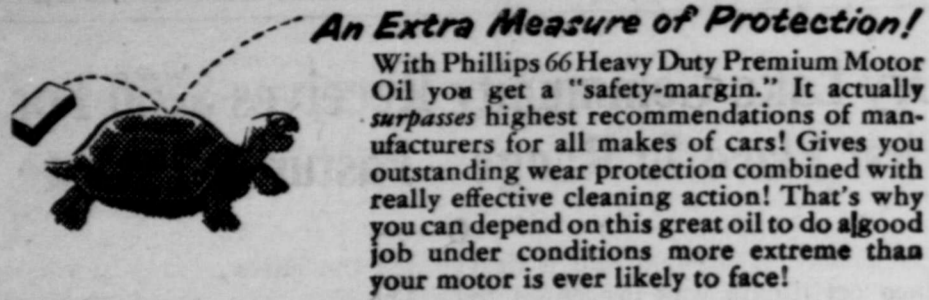 An Extra Measure of Protection!
With Phillips 66 Heavy Duty Premium Motor
Oil you get a "safety-margin." It actually
surpasses highest recommendations of man-
ufacturers for all makes of cars! Gives you
outstanding wear protection combined with
really effective cleaning action! That's why
you can depend on this great oil to do a good
job under conditions more extreme than
your motor is ever likely to face!